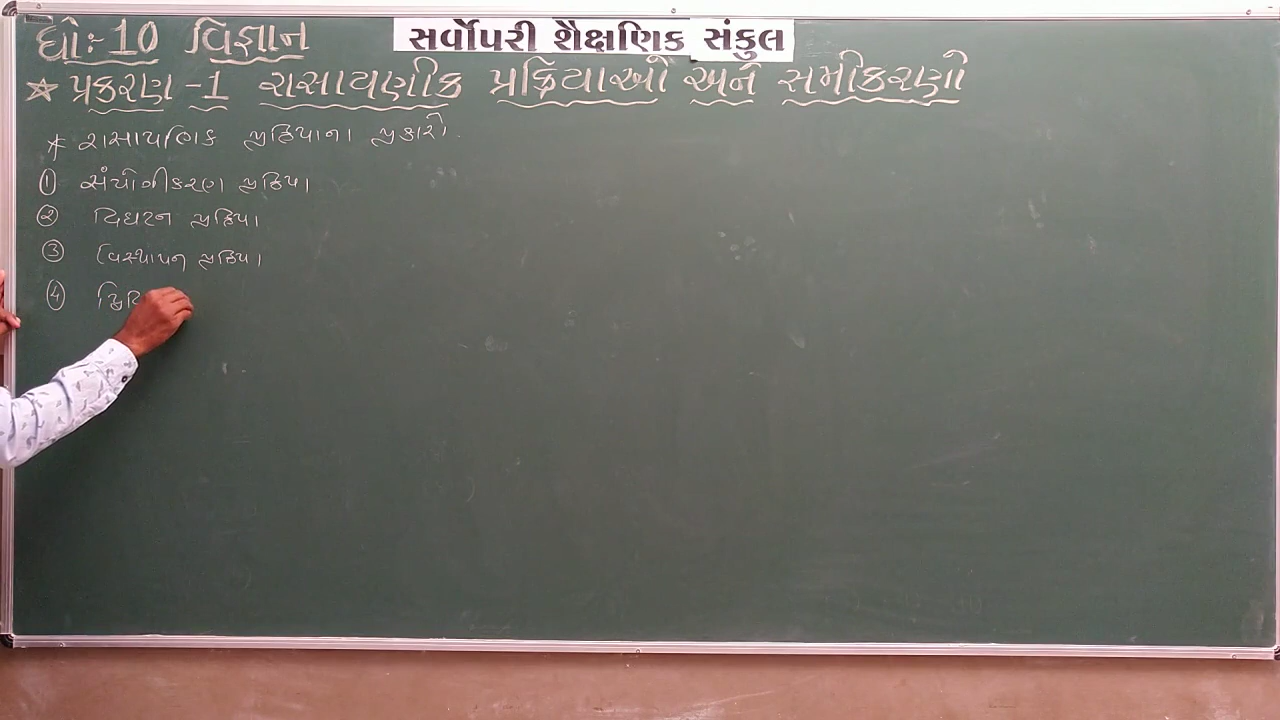 ધો:- 10 વિજ્ઞાન
સર્વોપરી શૈક્ષણિક સંકુલ
★ પ્રકરણ -1 રાસાયણીક પ્રક્રિયાઓ અને સમીકરણો
* રાસાયણિક પ્રક્રિયાના પ્રકારો.
① સંયોગીકરણ પ્રક્રિયા
② વિઘટન પ્રક્રિયા
③ વિસ્થાપન પ્રક્રિયા
④